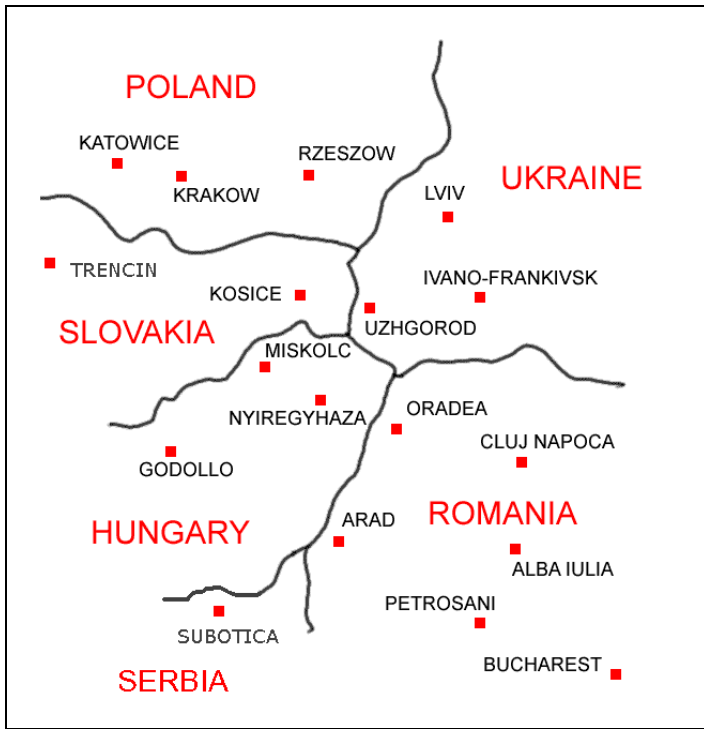 POLAND
KATOWICE
RZESZOW
KRAKOW
UKRAINE
LVIV
TRENCIN
IVANO-FRANKIVSK
KOSICE
SLOVAKIA
UZHGOROD
MISKOLC
NYIREGYHAZA
ORADEA
CLUJ NAPOCA
GODOLLO
HUNGARY
ARAD
ROMANIA
ALBA IULIA
PETROSANI
SUBOTICA
BUCHAREST
SERBIA